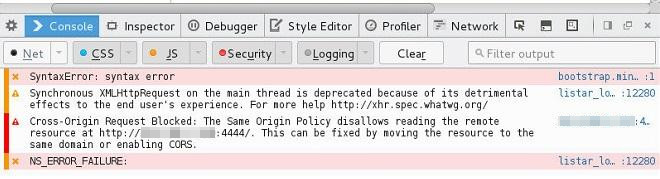 Console Inspector Debugger Style Editor Profiler Network
Net CSS JS Security Logging Clear Filter output
SyntaxError: syntax error bootstrap.min… :1
Synchronous XMLHttpRequest on the main thread is deprecated because of its detrimental listar_lo… :12280
effects to the end user's experience. For more help http://xhr.spec.whatwg.org/
Cross-Origin Request Blocked: The Same Origin Policy disallows reading the remote :4…
resource at http:// :4444/. This can be fixed by moving the resource to the
same domain or enabling CORS.
NS_ERROR_FAILURE: listar_lo… :12280